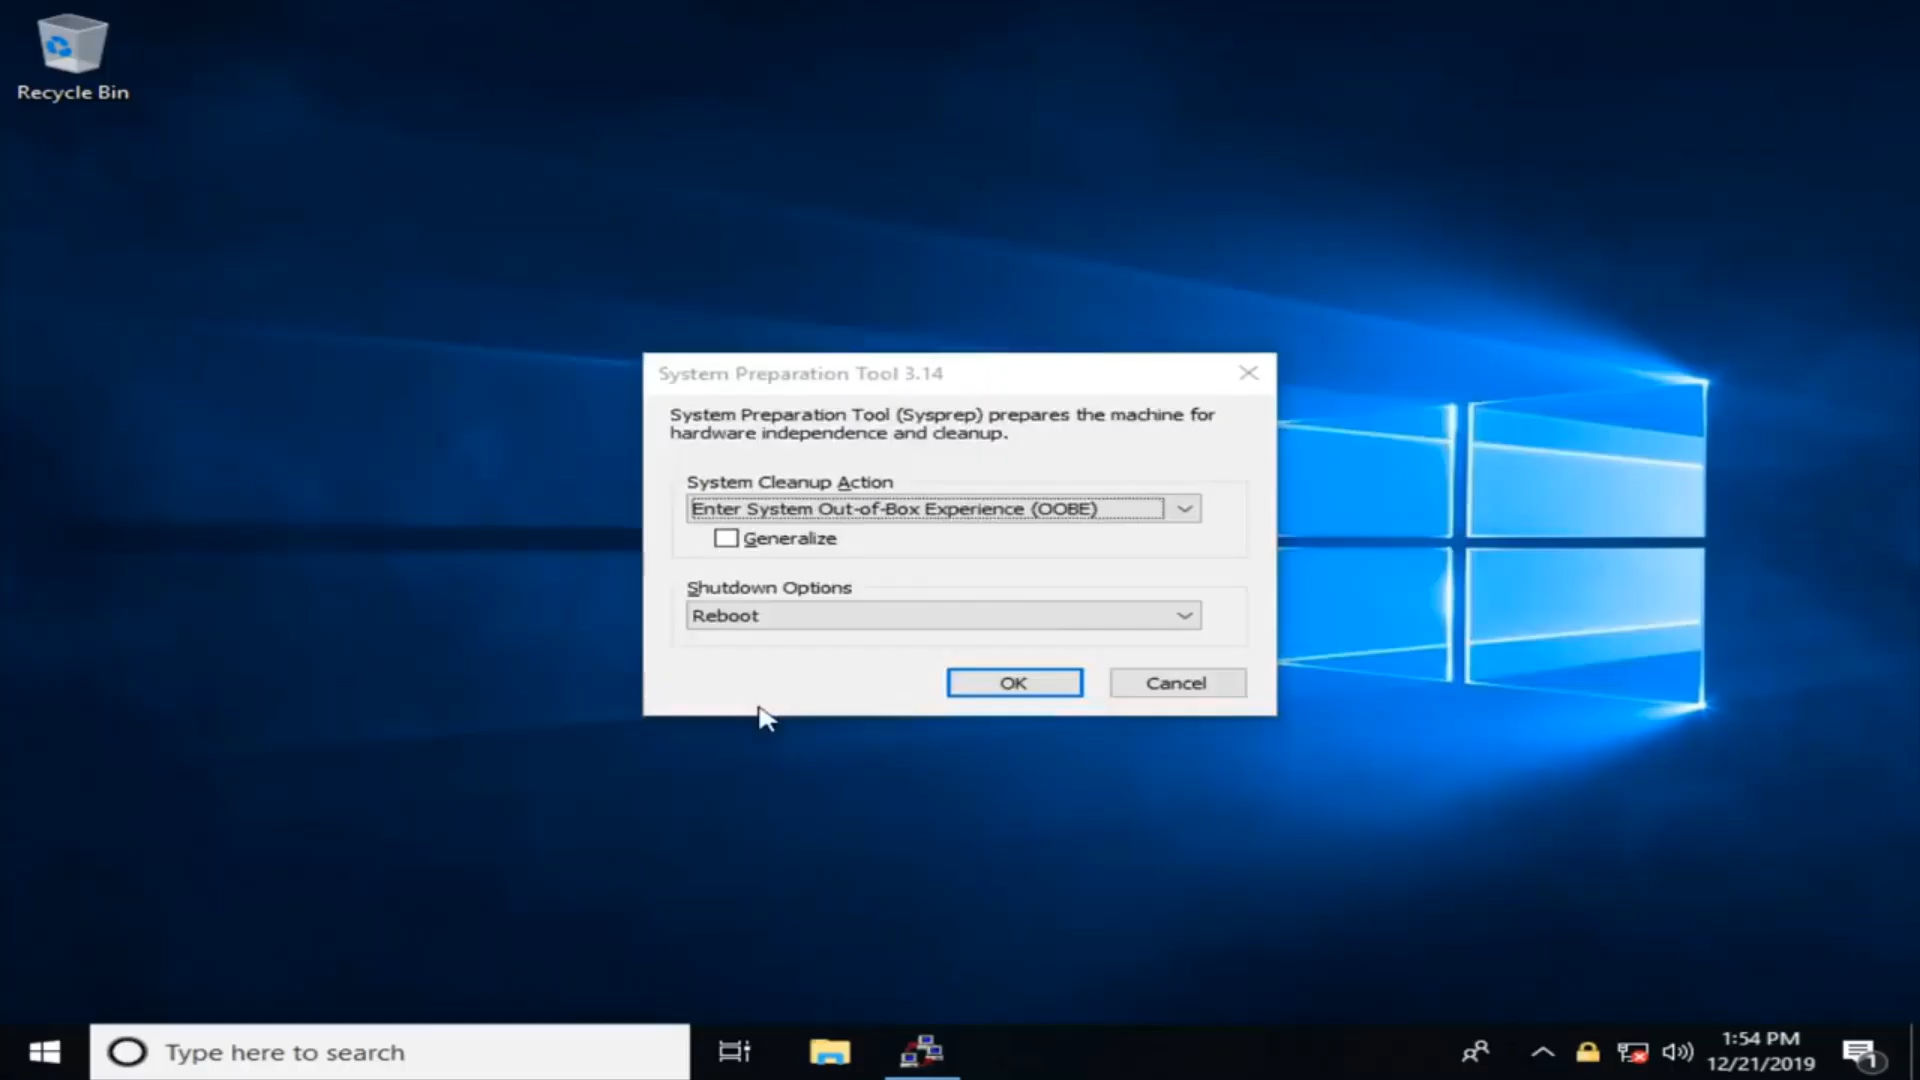 Recycle Bin
System Preparation Tool 3.14
System Preparation Tool (Sysprep) prepares the machine for
hardware independence and cleanup.
System Cleanup Action
Enter System Out-of-Box Experience (OOBE)
Generalize
Shutdown Options
Reboot
OK
Cancel
Type here to search
1:54 PM
12/21/2019
1